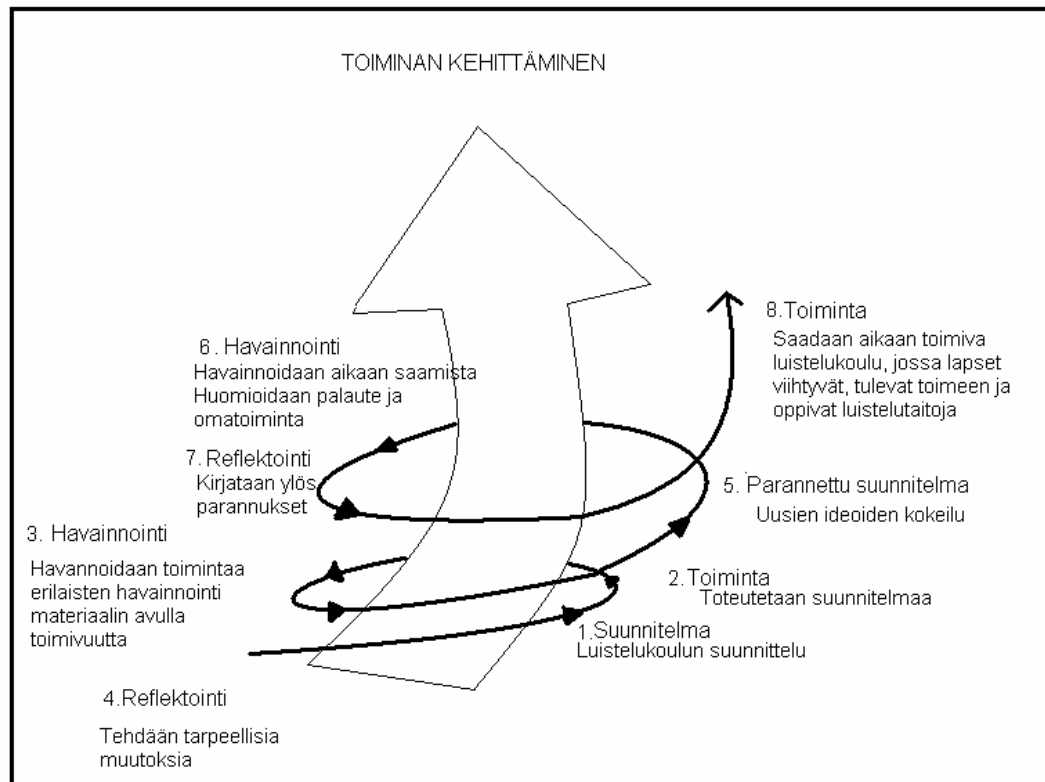 TOIMINAN KEHITTÄMINEN
8.Toiminta
Saadaan aikaan toimiva
luistelukoulu, jossa lapset
viihtyvät, tulevat toimeen ja
oppivat luistelutaitoja
6. Havainnointi
Havainnoidaan aikaan saamista
Huomioidaan palaute ja
omatoiminta
7. Reflektointi
Kirjataan ylös
parannukset
5. Parannettu suunnitelma
Uusien ideoiden kokeilu
3. Havainnointi
Havannoidaan toimintaa
erilaisten havainnointi
materiaalin avulla
toimivuutta
2.Toiminta
Toteutetaan suunnitelmaa
1.Suunnitelma
Luistelukoulun suunnittelu
4.Reflektointi
Tehdään tarpeellisia
muutoksia